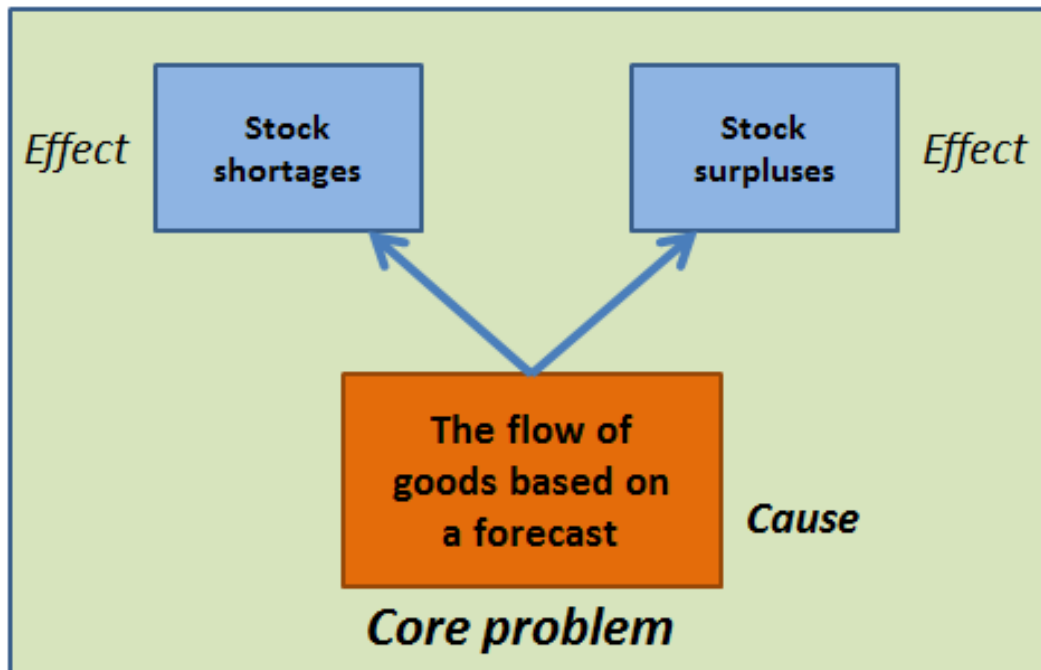 Effect
Stock
shortages
Stock
surpluses
Effect
The flow of
goods based on
a forecast
Cause
Core problem